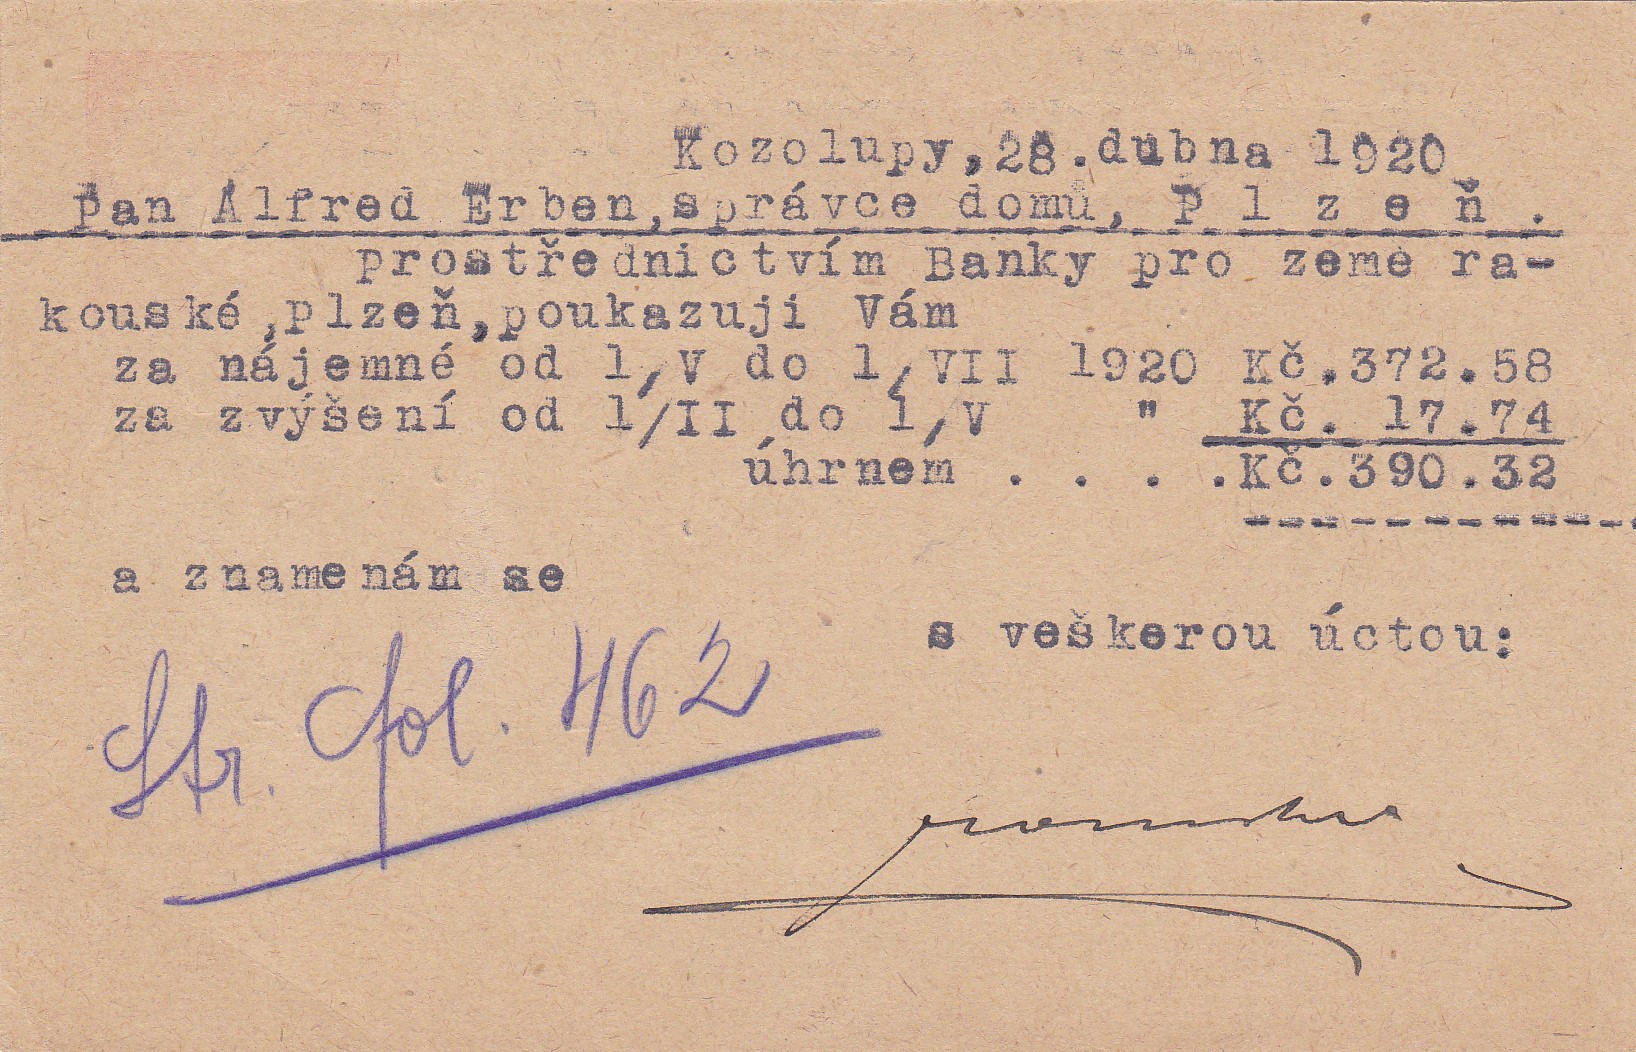 Kozolupy,28.dubna 1920
Pan Alfred Erben,správce domů, P l z e ň .
prostřednictvím Banky pro země ra-
kouské,Plzeň,poukazuji Vám
za nájemné od 1/V do 1/VII 1920 Kč.372.58
za zvýšení od 1/II do 1/V " Kč. 17.74
úhrnem . . . .Kč.390.32
a znamenám se
s veškerou úctou:
Str. fol. 462